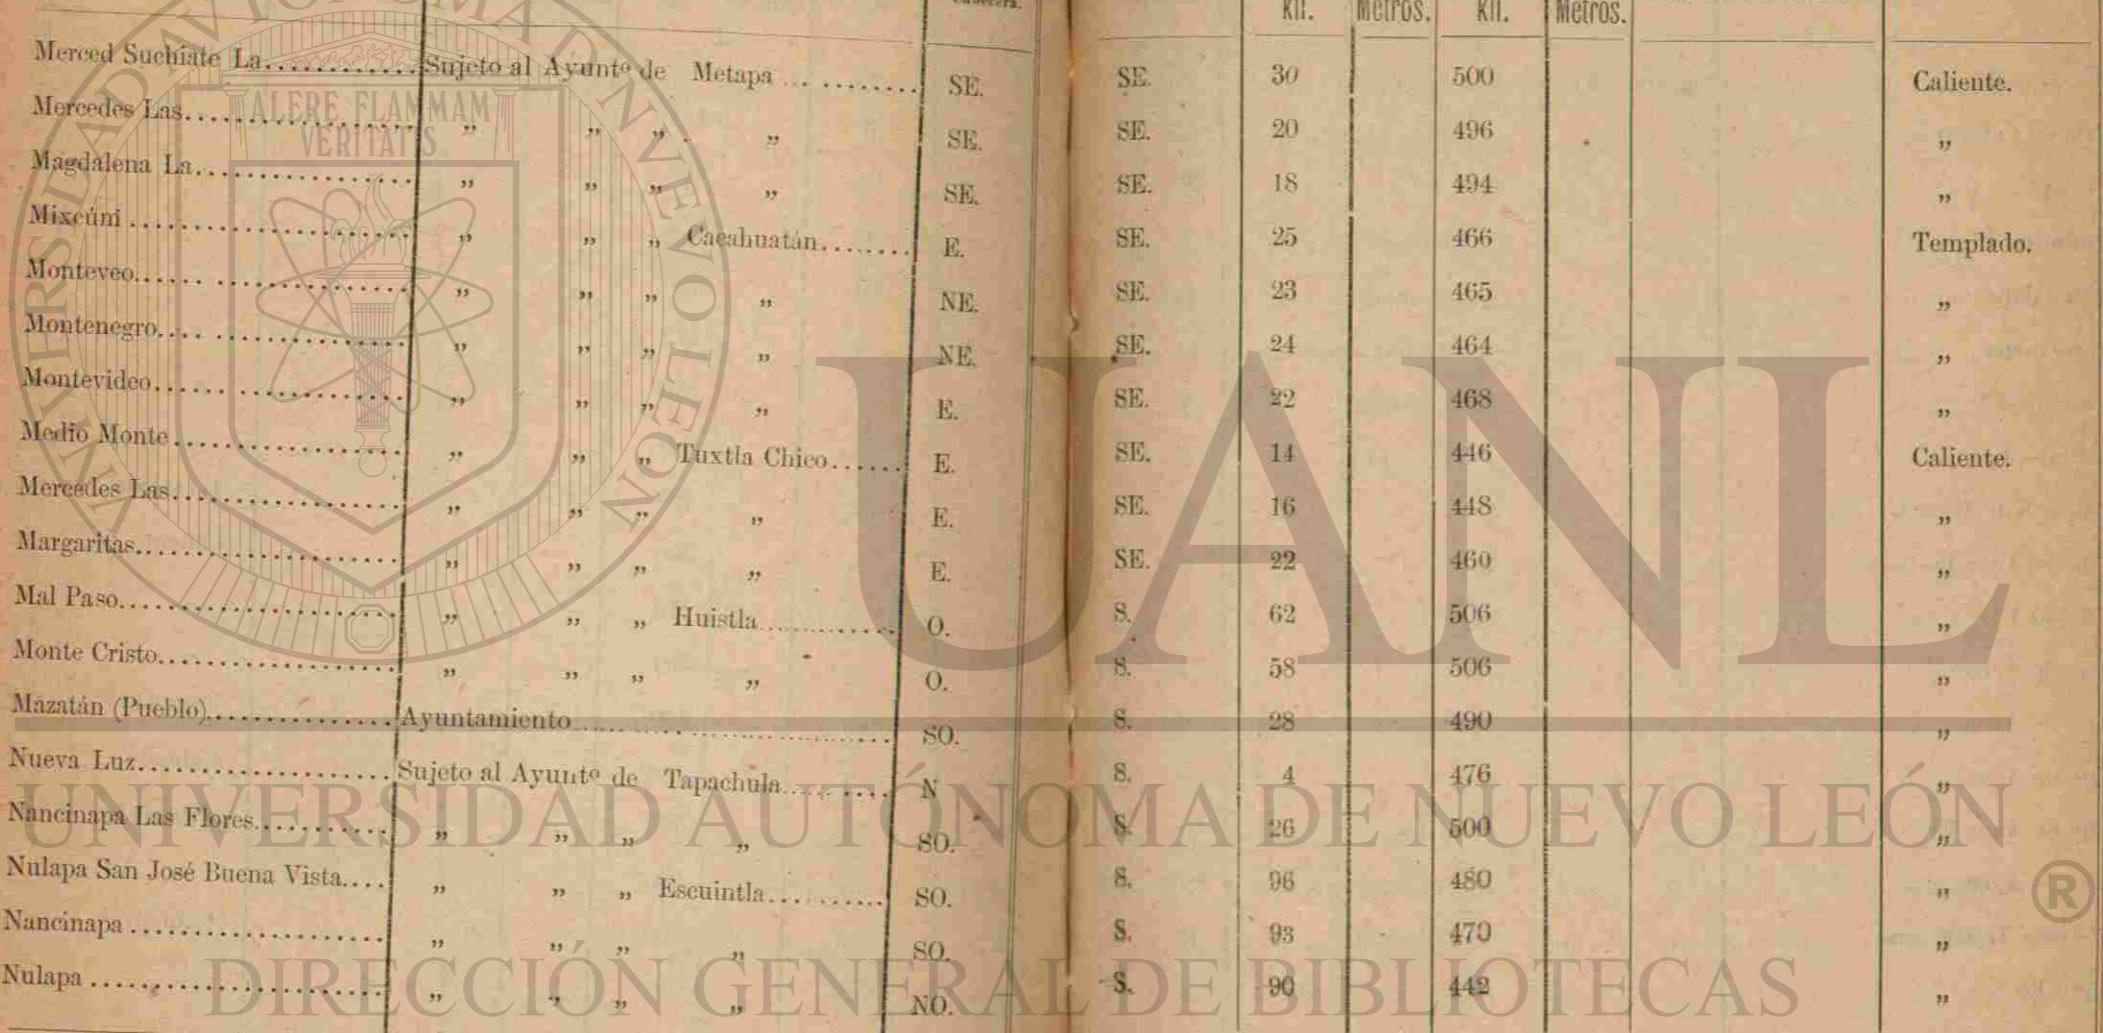 Kil. Metros. Kil. Metros.
Merced Suchiate La............ Sujeto al Ayunto de Metapa ............ SE. SE. 30 500 Caliente.
Mercedes Las.................. " " " " SE. SE. 20 496 "
Magdalena La.................. " " " " SE. SE. 18 494 "
Mixcúm ...................... " " " Cacahuatán........ E. SE. 25 466 Templado.
Monteveo...................... " " " " NE. SE. 23 465 "
Montenegro.................... " " " " NE. SE. 24 464 "
Montevideo.................... " " " " E. SE. 22 468 "
Medio Monte................... " " " Tuxtla Chico...... E. SE. 14 446 Caliente.
Mercedes Las.................. " " " " E. SE. 16 448 "
Margaritas.................... " " " " E. SE. 22 460 "
Mal Paso...................... " " " Huistla............ O. S. 62 506 "
Monte Cristo.................. " " " " O. S. 58 506 "
Mazatán (Pueblo).............. Ayuntamiento........................ SO. S. 28 490 "
Nueva Luz.................... Sujeto al Ayunto de Tapachula......... N S. 4 476 "
Nancinapa Las Flores.......... " " " " SO. S. 26 500 "
Nulapa San José Buena Vista.... " " " Escuintla........... SO. S. 96 480 "
Nancinapa .................... " " " " SO. S. 93 470 "
Nulapa ....................... " " " " NO. S. 90 442 "
UNIVERSIDAD AUTÓNOMA DE NUEVO LEÓN
ALERE FLAMMAM
VERITATIS
UANL
UNIVERSIDAD AUTÓNOMA DE NUEVO LEÓN
®
DIRECCIÓN GENERAL DE BIBLIOTECAS